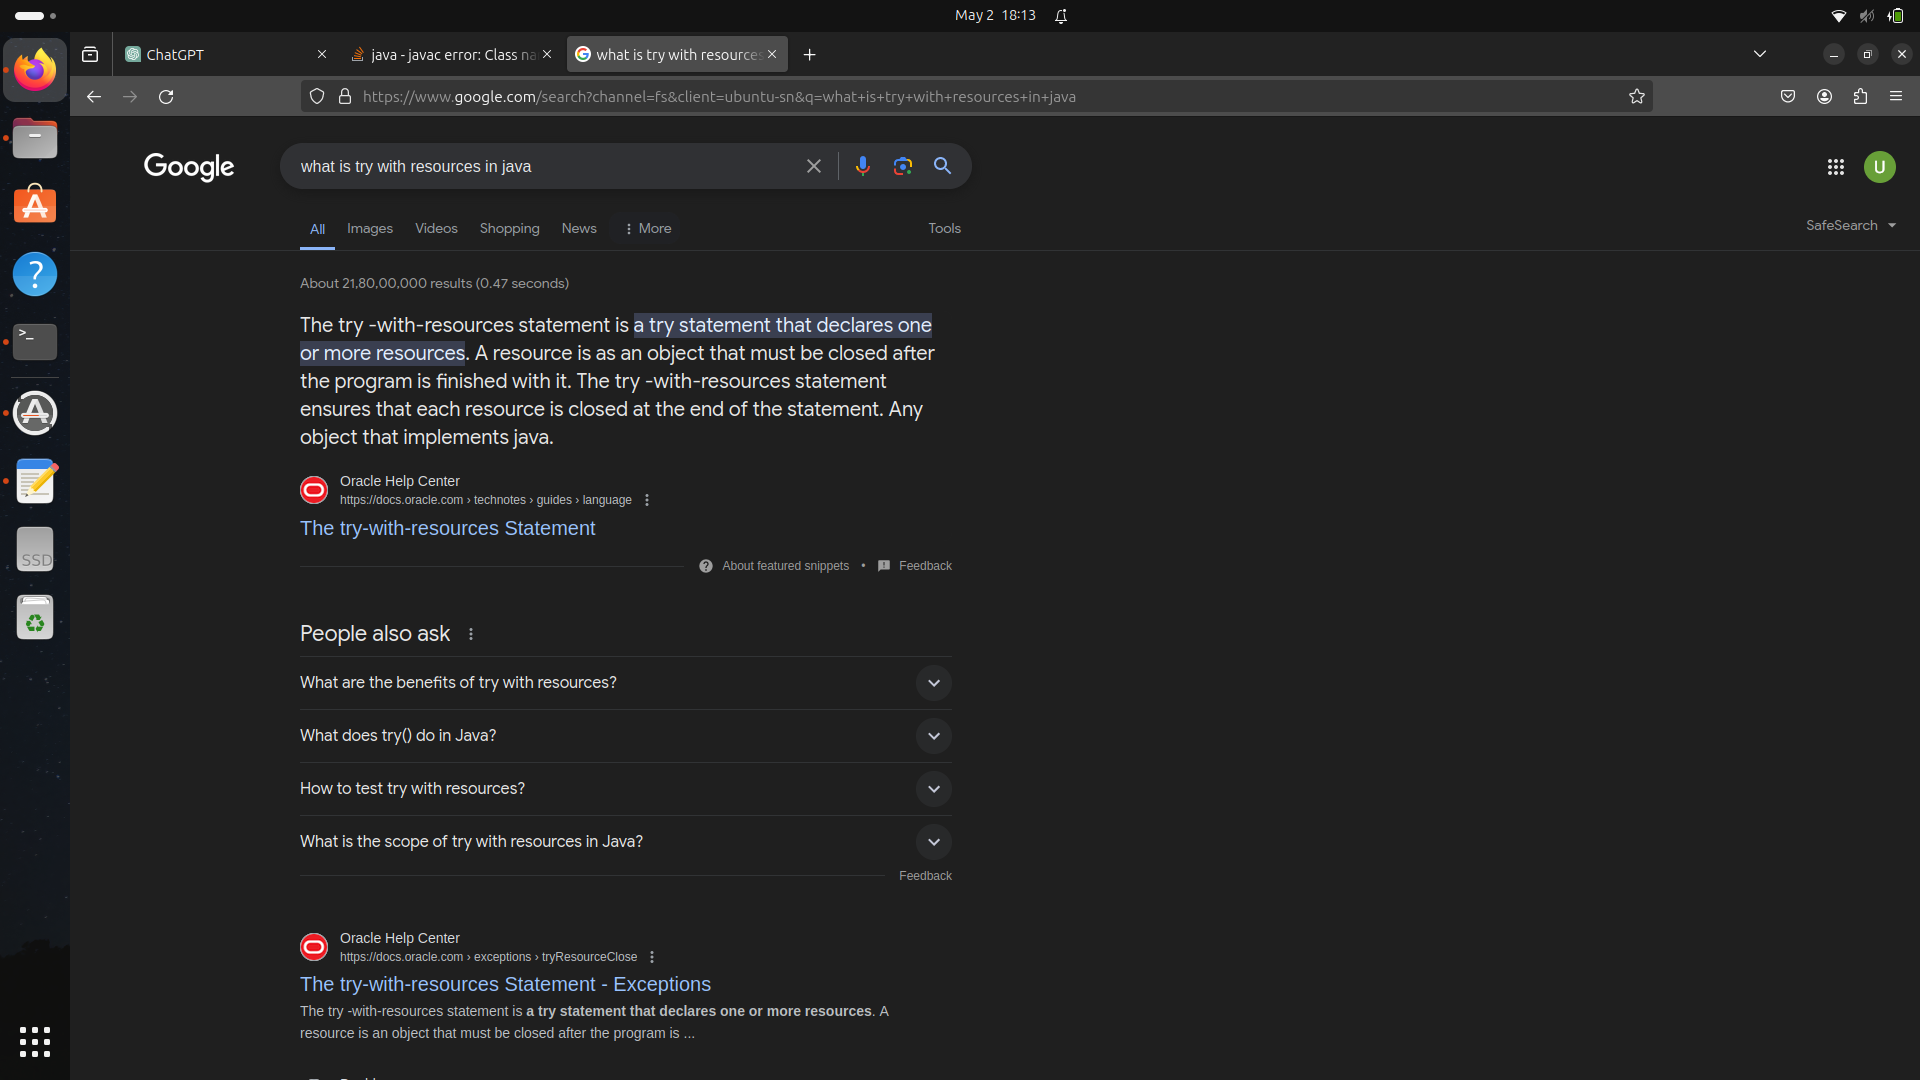 May 2 18:13
ChatGPT
java - javac error: Class na
what is try with resources
https://www.google.com/search?channel=fs&client=ubuntu-sn&q=what+is+try+with+resources+in+java
Google
what is try with resources in java
U
All Images Videos Shopping News More Tools
SafeSearch
About 21,80,00,000 results (0.47 seconds)
The try -with-resources statement is a try statement that declares one
or more resources. A resource is as an object that must be closed after
the program is finished with it. The try -with-resources statement
ensures that each resource is closed at the end of the statement. Any
object that implements java.
Oracle Help Center
https://docs.oracle.com › technotes › guides › language
The try-with-resources Statement
About featured snippets • Feedback
People also ask
What are the benefits of try with resources?
What does try() do in Java?
How to test try with resources?
What is the scope of try with resources in Java?
Feedback
Oracle Help Center
https://docs.oracle.com › exceptions › tryResourceClose
The try-with-resources Statement - Exceptions
The try -with-resources statement is a try statement that declares one or more resources. A
resource is an object that must be closed after the program is ...
SSD